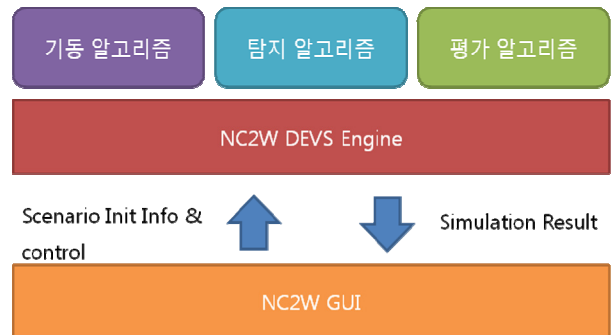 기동 알고리즘
탐지 알고리즘
평가 알고리즘
NC2W DEVS Engine
Scenario Init Info &
control
Simulation Result
NC2W GUI